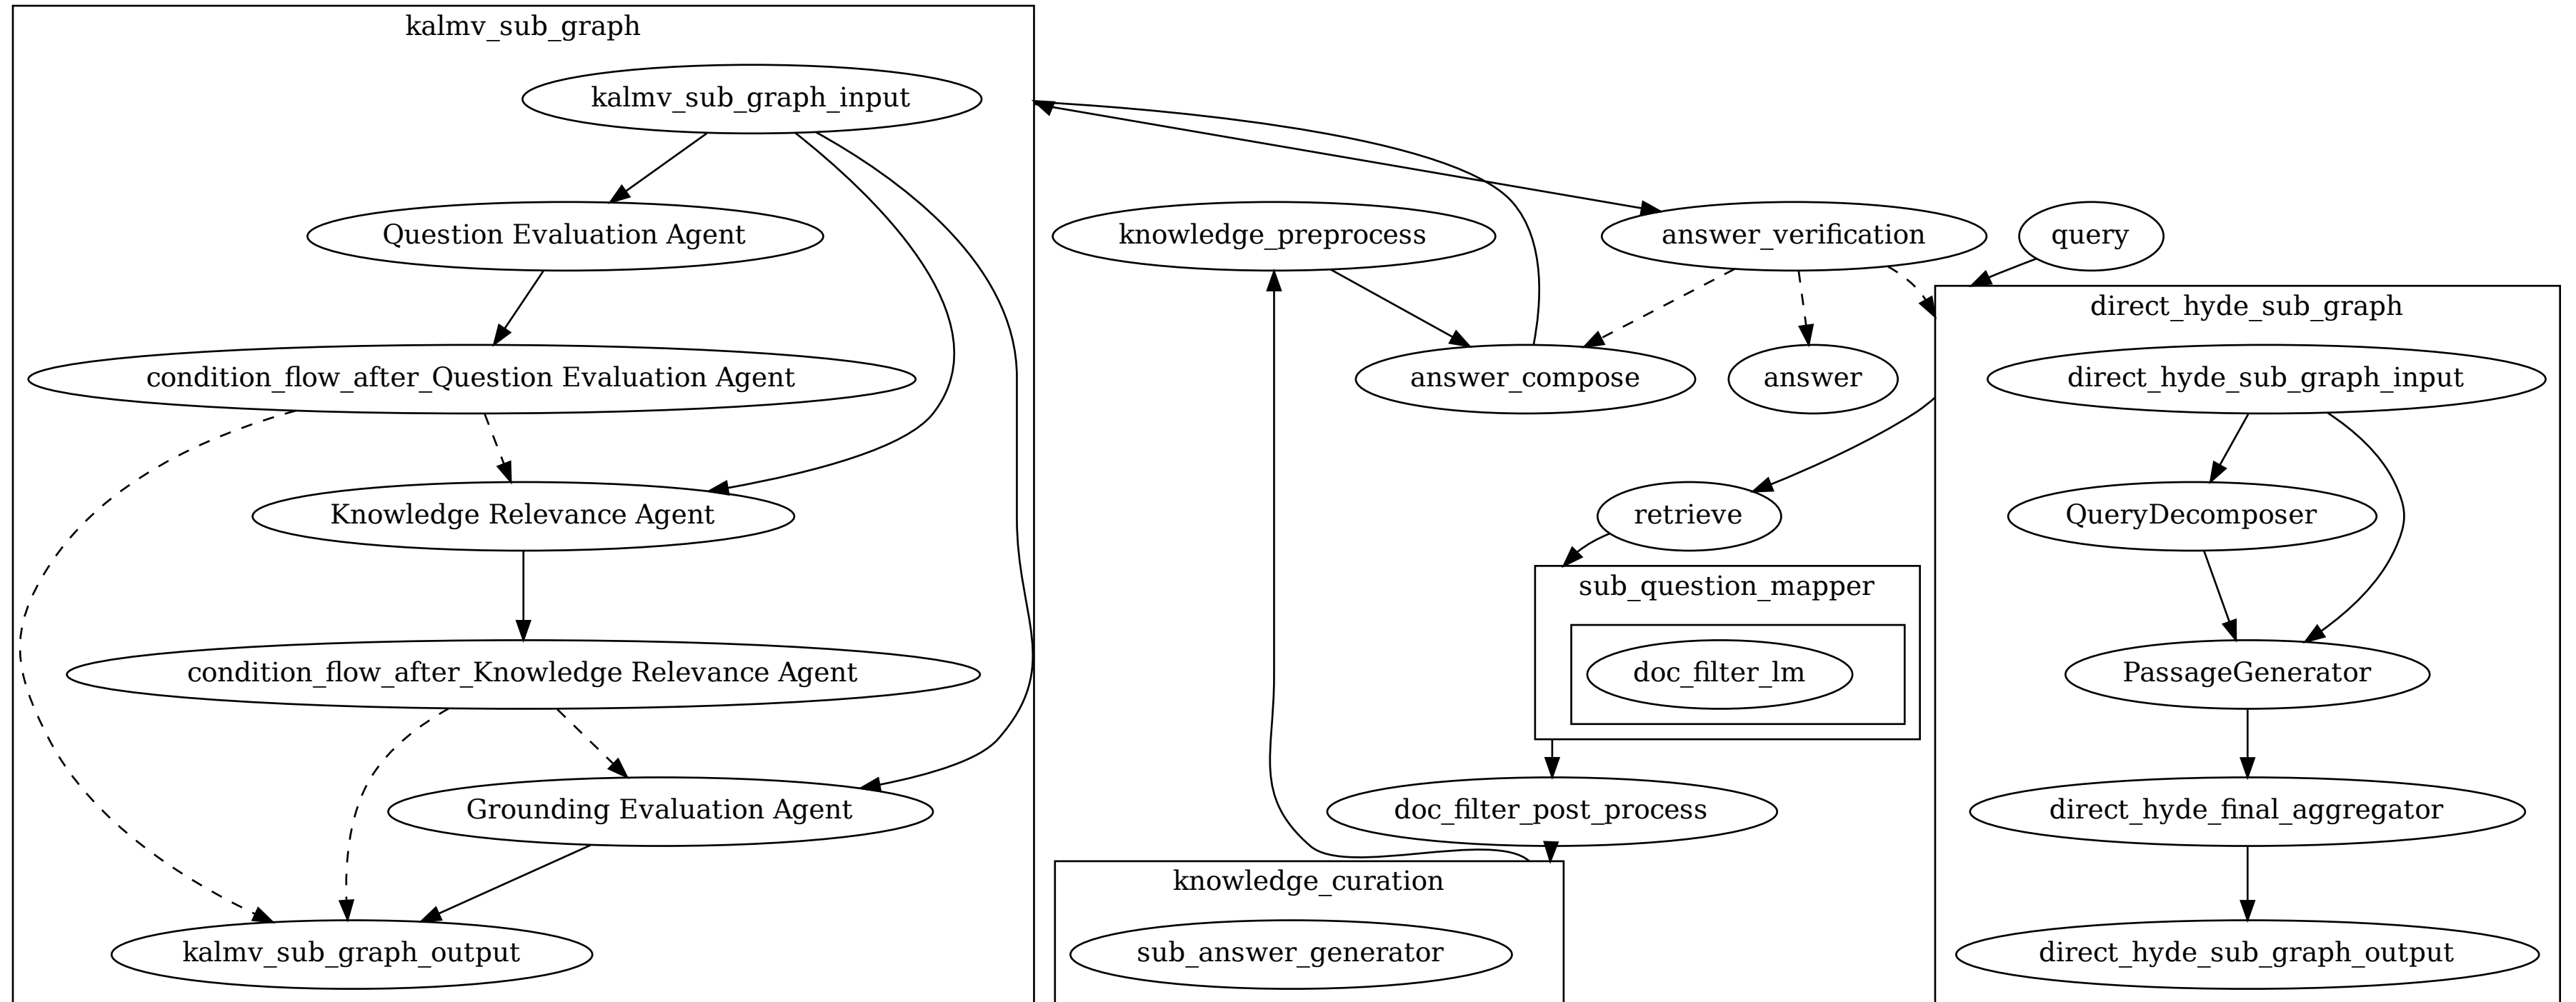 kalmv_sub_graph
kalmv_sub_graph_input
Question Evaluation Agent
condition_flow_after_Question Evaluation Agent
Knowledge Relevance Agent
condition_flow_after_Knowledge Relevance Agent
Grounding Evaluation Agent
kalmv_sub_graph_output
knowledge_preprocess
answer_verification
query
answer_compose
answer
retrieve
sub_question_mapper
doc_filter_lm
doc_filter_post_process
knowledge_curation
sub_answer_generator
direct_hyde_sub_graph
direct_hyde_sub_graph_input
QueryDecomposer
PassageGenerator
direct_hyde_final_aggregator
direct_hyde_sub_graph_output